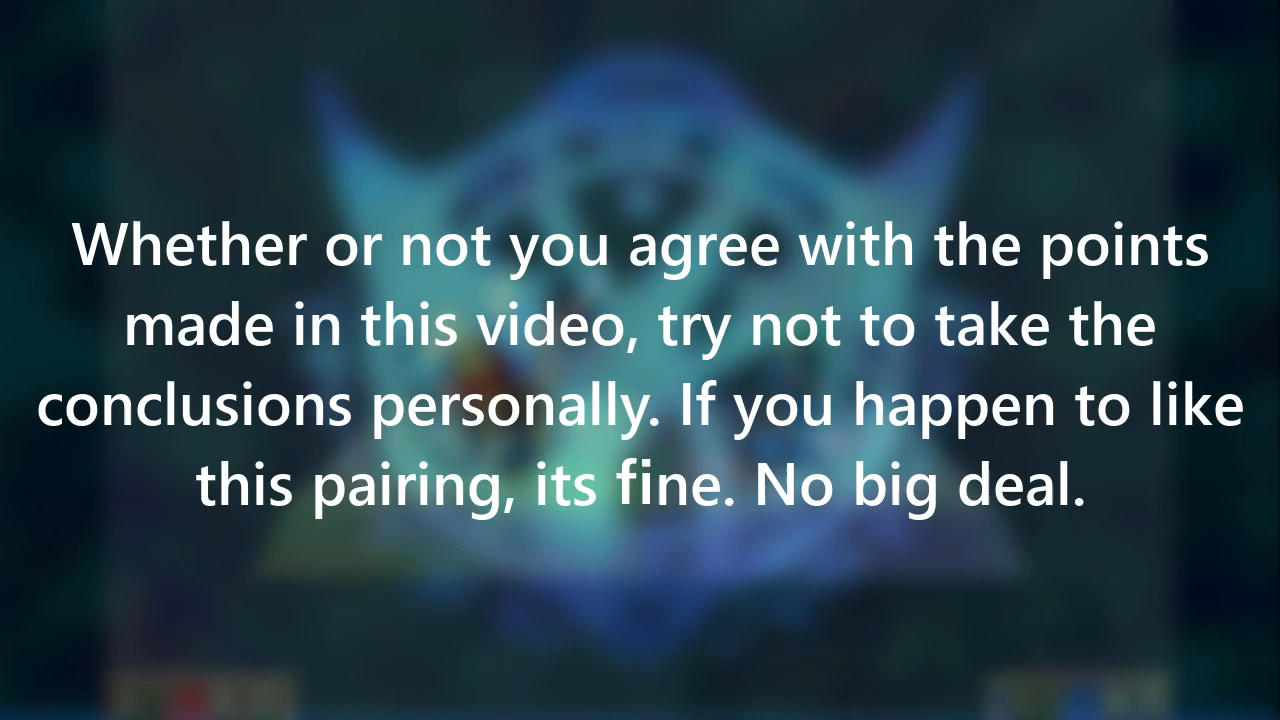 Whether or not you agree with the points
made in this video, try not to take the
conclusions personally. If you happen to like
this pairing, its fine. No big deal.